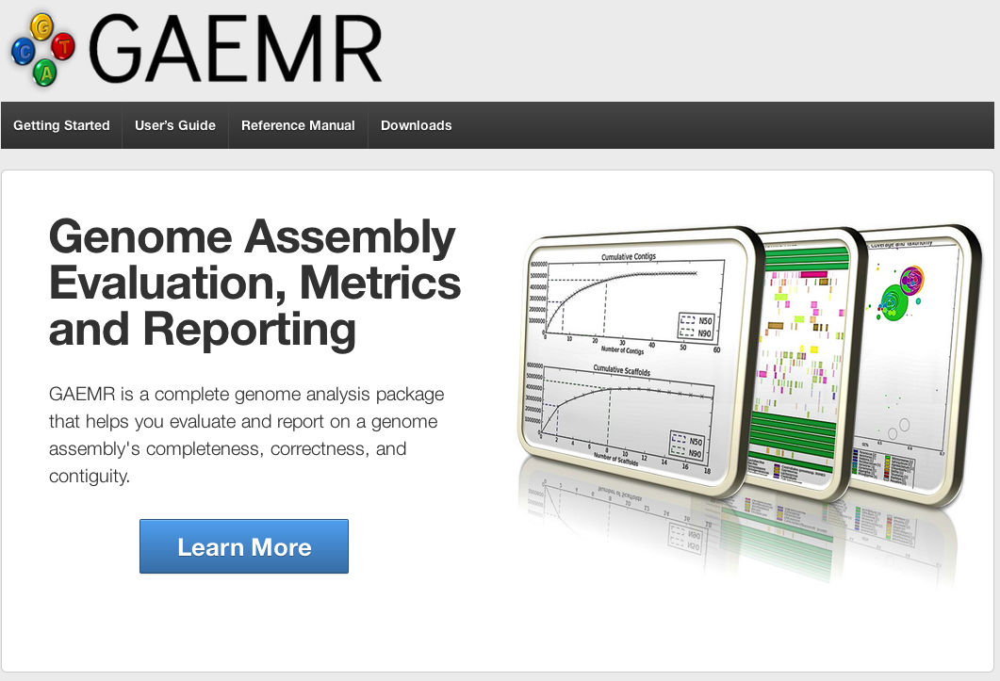 G
C T
A
GAEMR
Getting Started User's Guide Reference Manual Downloads
Genome Assembly
Evaluation, Metrics
and Reporting
GAEMR is a complete genome analysis package
that helps you evaluate and report on a genome
assembly's completeness, correctness, and
contiguity.
Learn More
Cumulative Contigs
6000000
5000000
4000000
3000000
2000000
1000000
0
0 10 20 30 40 50 60
Number of Contigs
N50
N90
Cumulative Scaffolds
6000000
5000000
4000000
3000000
2000000
1000000
0
0 2 4 6 8 10 12 14 16 18
Number of Scaffolds
N50
N90
Coverage and Taxonomy